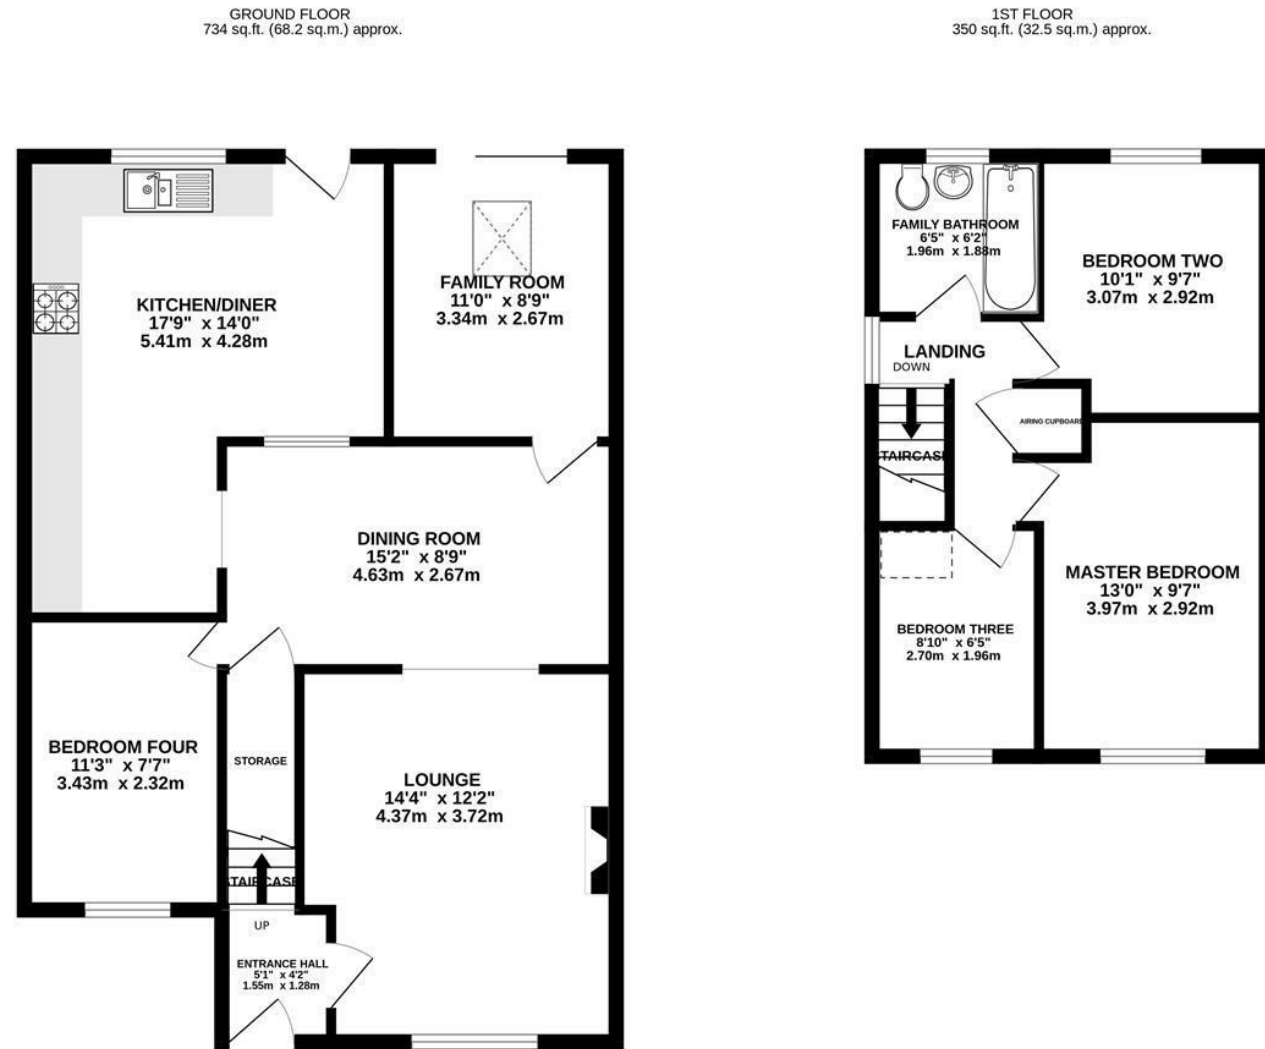 GROUND FLOOR
734 sq.ft. (68.2 sq.m.) approx.
1ST FLOOR
350 sq.ft. (32.5 sq.m.) approx.
KITCHEN/DINER
17'9" x 14'0"
5.41m x 4.28m
FAMILY ROOM
11'0" x 8'9"
3.34m x 2.67m
DINING ROOM
15'2" x 8'9"
4.63m x 2.67m
BEDROOM FOUR
11'3" x 7'7"
3.43m x 2.32m
STORAGE
LOUNGE
14'4" x 12'2"
4.37m x 3.72m
STAIRCASE
UP
ENTRANCE HALL
5'1" x 4'2"
1.55m x 1.28m
FAMILY BATHROOM
6'5" x 6'2"
1.96m x 1.88m
BEDROOM TWO
10'1" x 9'7"
3.07m x 2.92m
LANDING
DOWN
AIRING CUPBOARD
STAIRCASE
MASTER BEDROOM
13'0" x 9'7"
3.97m x 2.92m
BEDROOM THREE
8'10" x 6'5"
2.70m x 1.96m